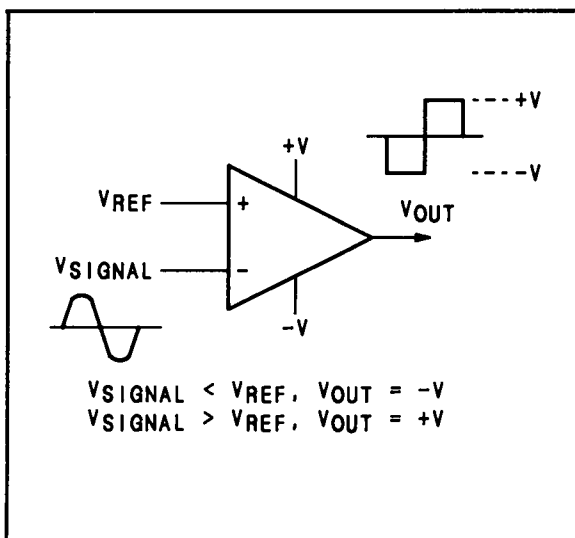 ----+V
+V
-----V
VREF
+
VOUT
VSIGNAL
-
-V
VSIGNAL < VREF, VOUT = -V
VSIGNAL > VREF, VOUT = +V